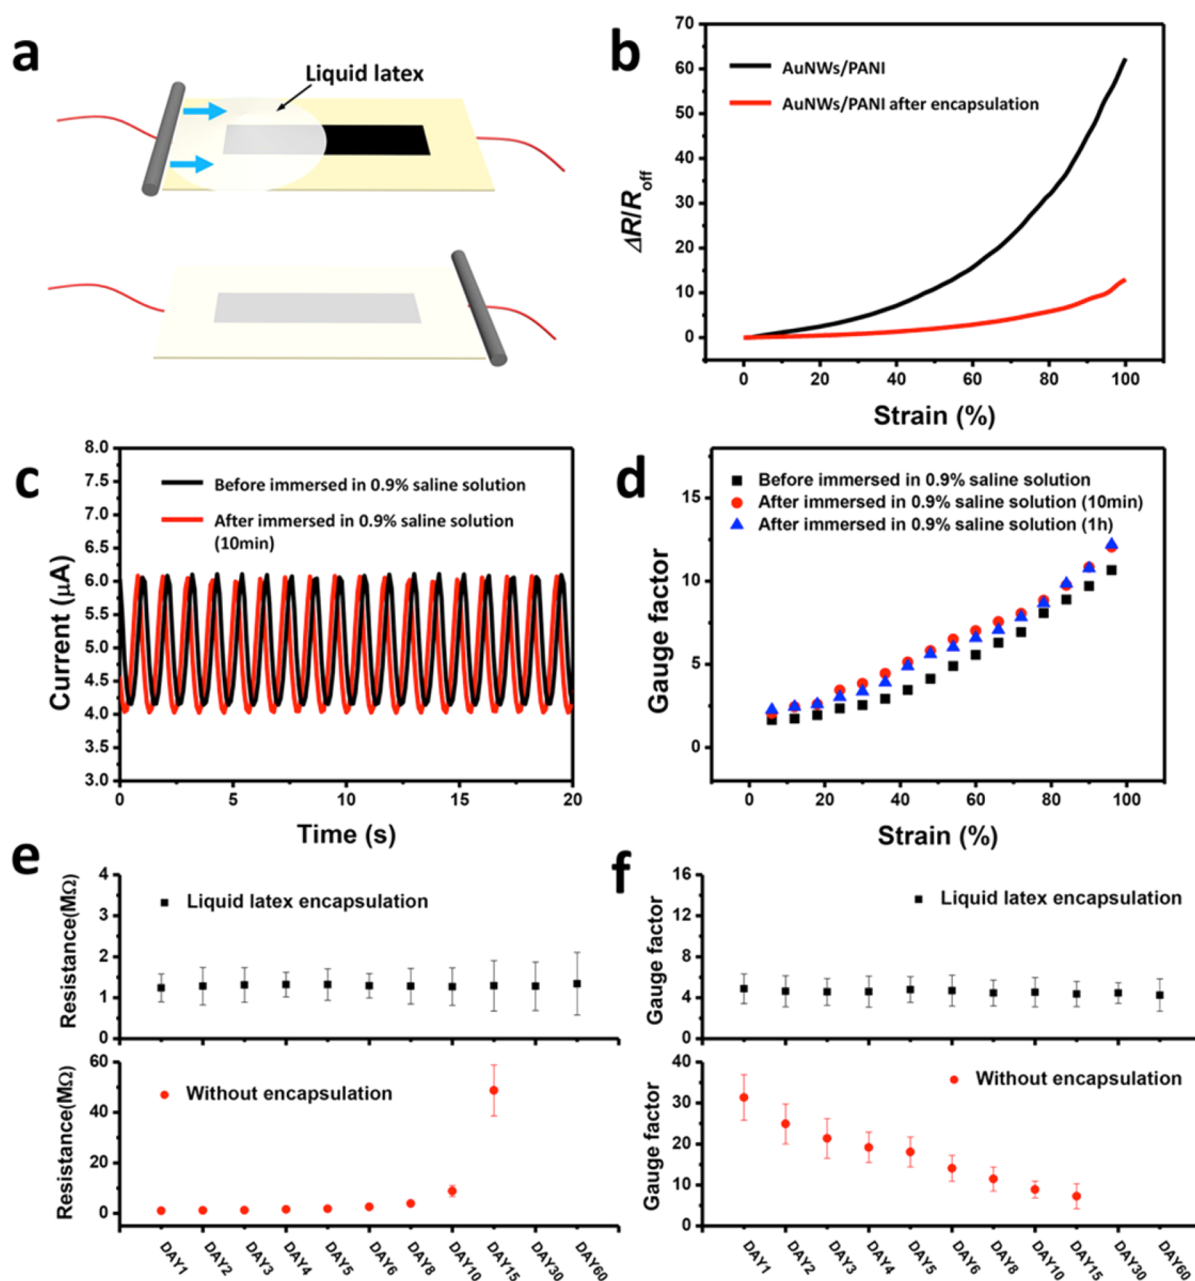 a
Liquid latex
b
ΔR/Roff
70
60
50
40
30
20
10
0
AuNWs/PANI
AuNWs/PANI after encapsulation
0 20 40 60 80 100
Strain (%)
c
Current (μA)
8.0
7.5
7.0
6.5
6.0
5.5
5.0
4.5
4.0
3.5
3.0
Before immersed in 0.9% saline solution
After immersed in 0.9% saline solution
(10min)
0 5 10 15 20
Time (s)
d
Gauge factor
15
10
5
0
Before immersed in 0.9% saline solution
After immersed in 0.9% saline solution (10min)
After immersed in 0.9% saline solution (1h)
0 20 40 60 80 100
Strain (%)
e
Resistance(MΩ)
4
3
2
1
0
Liquid latex encapsulation
Resistance(MΩ)
60
40
20
0
Without encapsulation
DAY1 DAY2 DAY3 DAY4 DAY5 DAY6 DAY8 DAY10 DAY15 DAY30 DAY60
f
Gauge factor
16
12
8
4
0
Liquid latex encapsulation
Gauge factor
40
30
20
10
0
Without encapsulation
DAY1 DAY2 DAY3 DAY4 DAY5 DAY6 DAY8 DAY10 DAY15 DAY30 DAY60